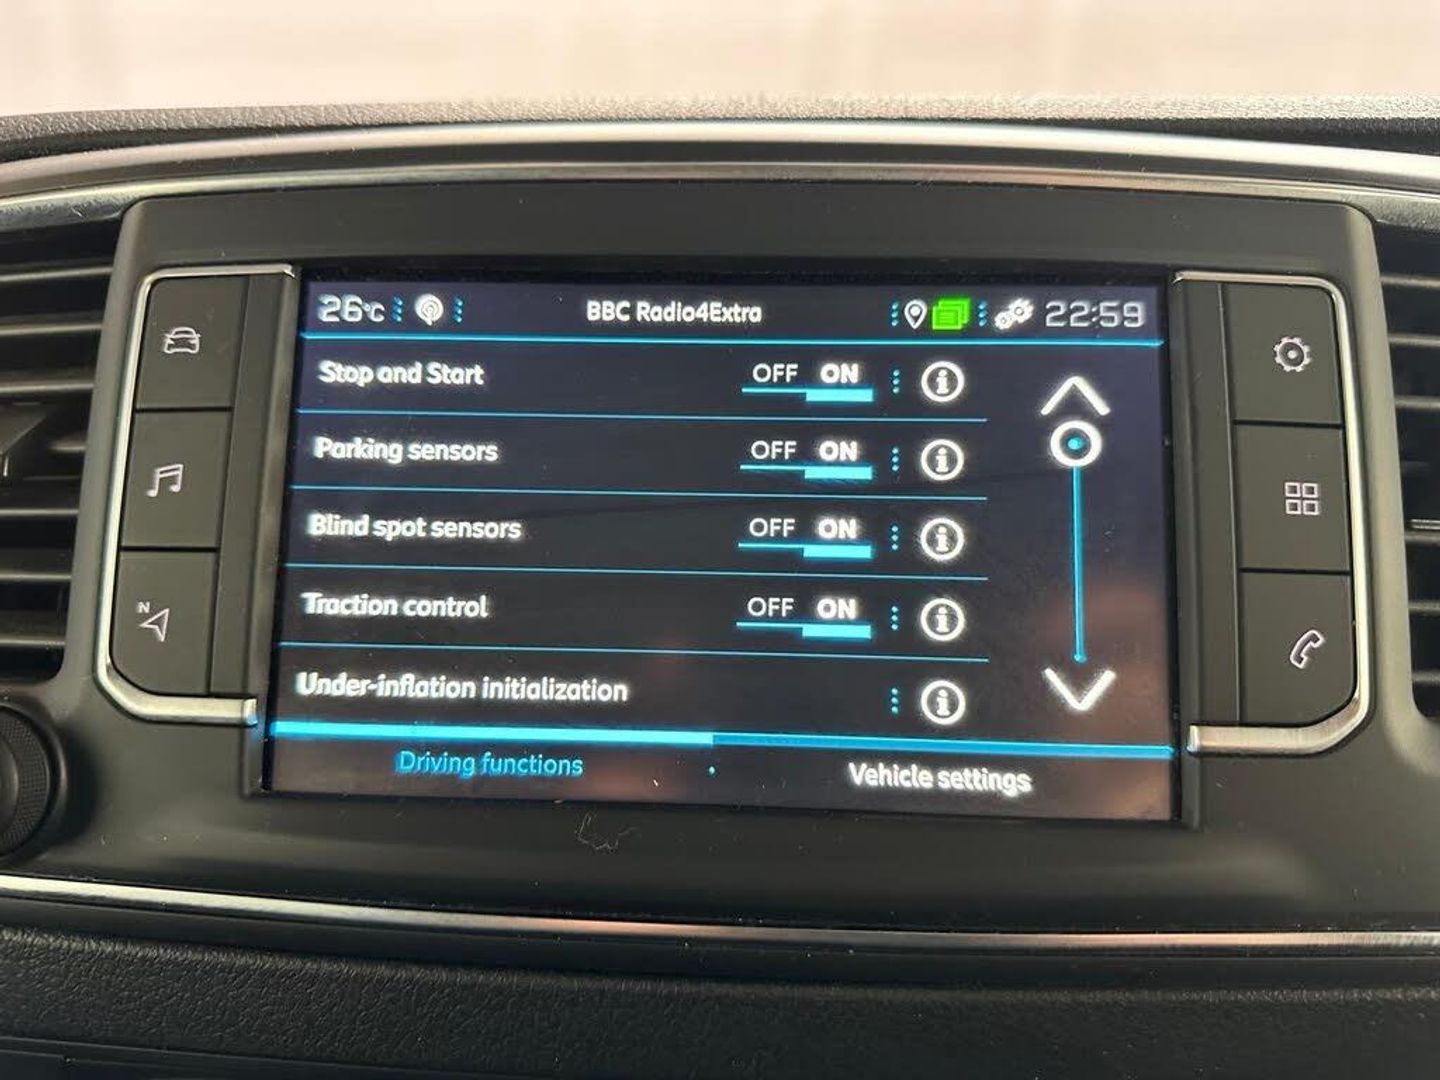 26°C BBC Radio4Extra 22:59
Stop and Start OFF ON i
Parking sensors OFF ON i
Blind spot sensors OFF ON i
Traction control OFF ON i
Under-inflation initialization i
Driving functions Vehicle settings
N